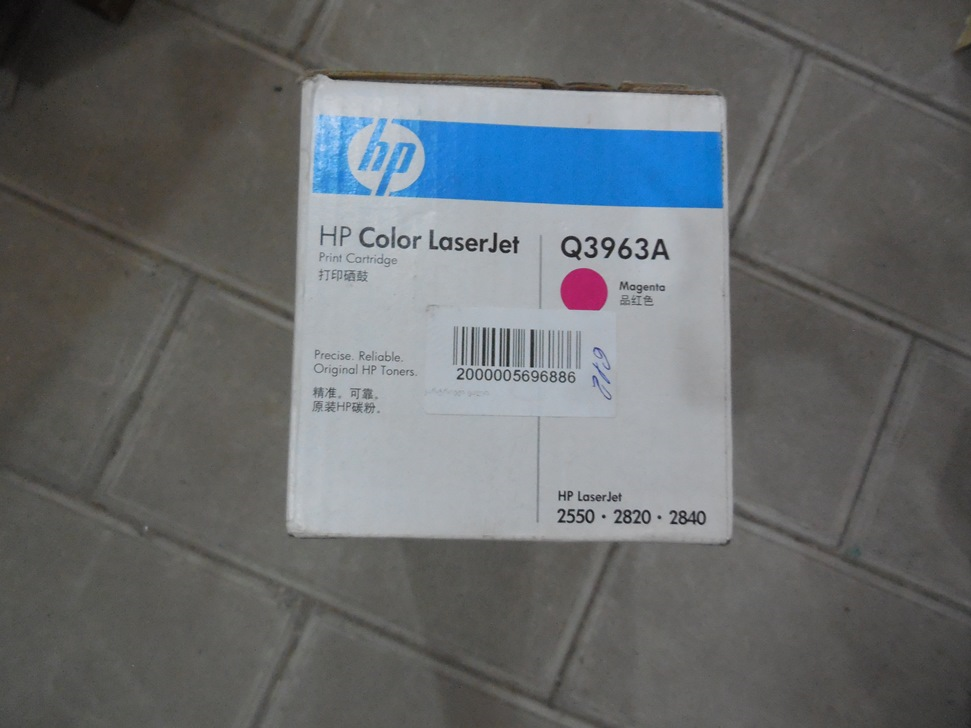 hp
HP Color LaserJet
Print Cartridge
打印硒鼓
Q3963A
Magenta
品红色
Precise. Reliable.
Original HP Toners.
精准。可靠。
原装HP碳粉。
2000005696886
HP LaserJet
2550 · 2820 · 2840